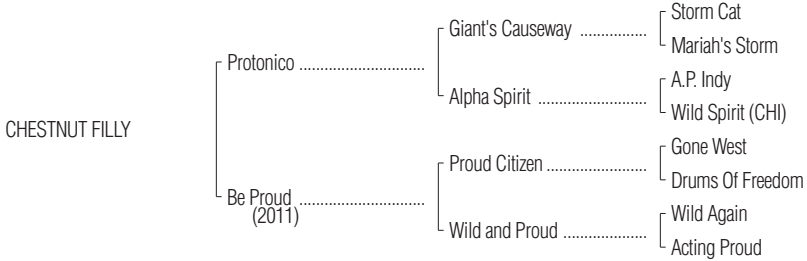 CHESTNUT FILLY
Protonico ..............................
Be Proud ..............................
(2011)
Giant's Causeway ................
Alpha Spirit ..........................
Proud Citizen ........................
Wild and Proud ....................
Storm Cat
Mariah's Storm
A.P. Indy
Wild Spirit (CHI)
Gone West
Drums Of Freedom
Wild Again
Acting Proud